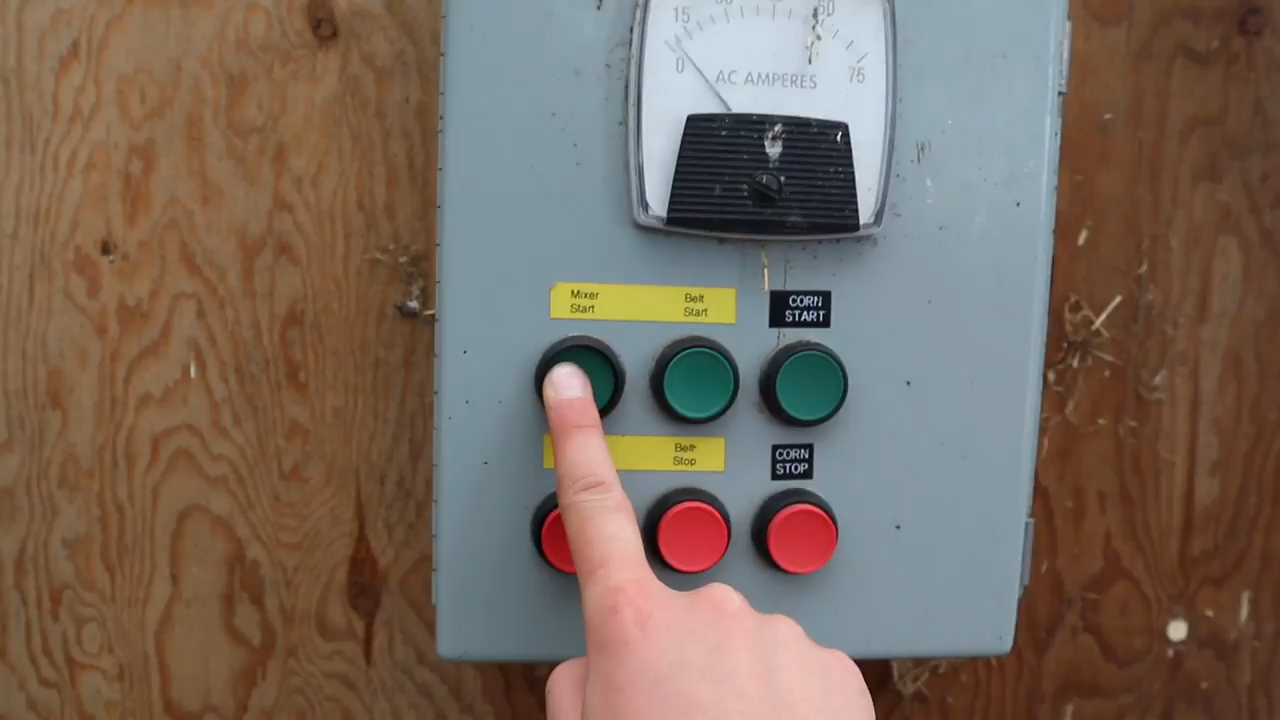 15
60
0
AC AMPERES
75
Mixer
Start
Belt
Start
CORN
START
Belt
Stop
CORN
STOP